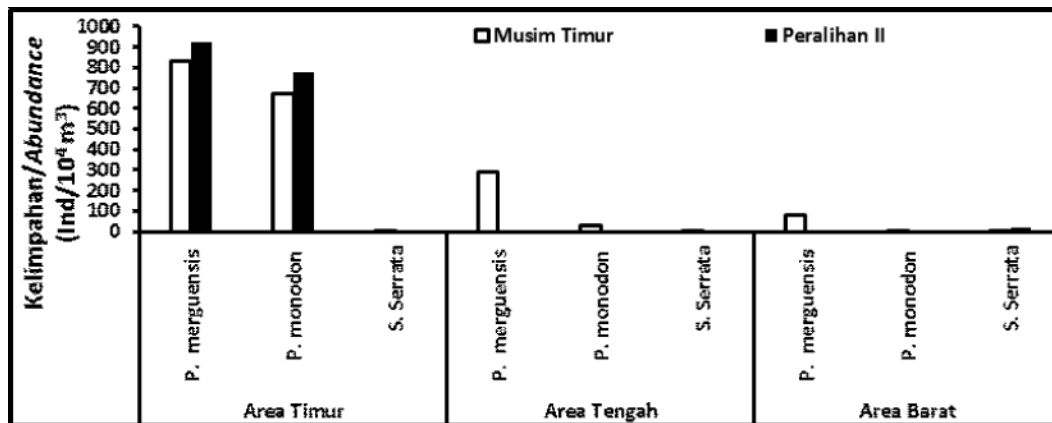 Kelimpahan/Abundance
(Ind/10⁴ m³)
1000
900
800
700
600
500
400
300
200
100
0
Musim Timur
Peralihan II
P. merguensis
P. monodon
S. Serrata
P. merguensis
P. monodon
S. Serrata
P. merguensis
P. monodon
S. Serrata
Area Timur
Area Tengah
Area Barat